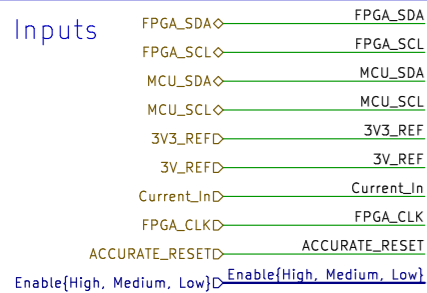 Inputs
FPGA_SDA FPGA_SDA
FPGA_SCL FPGA_SCL
MCU_SDA MCU_SDA
MCU_SCL MCU_SCL
3V3_REF 3V3_REF
3V_REF 3V_REF
Current_In Current_In
FPGA_CLK FPGA_CLK
ACCURATE_RESET ACCURATE_RESET
Enable{High, Medium, Low} Enable{High, Medium, Low}